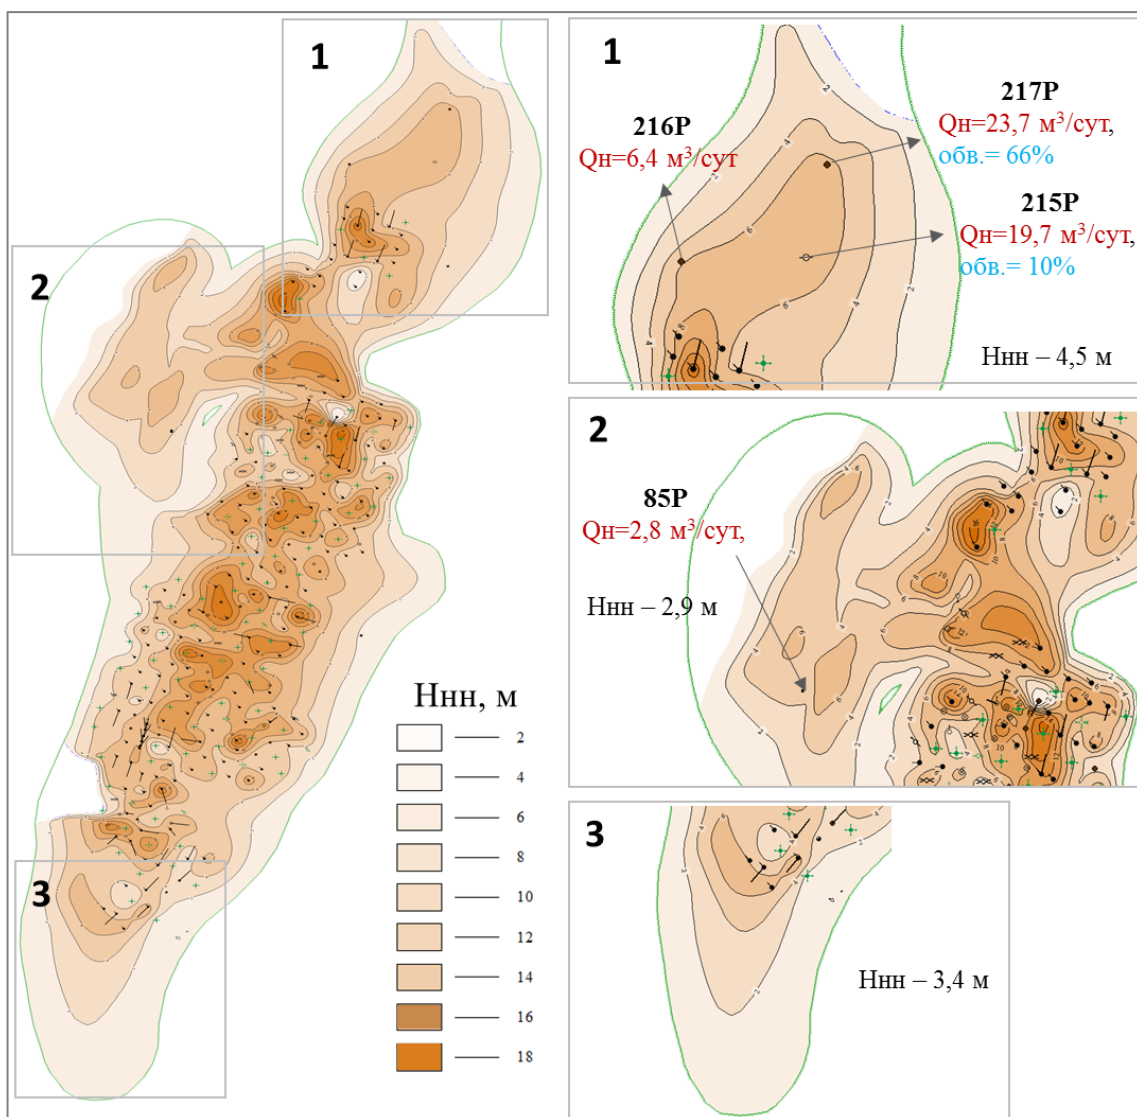 1
2
3
Ннн, м
2
4
6
8
10
12
14
16
18
1
216Р
Qн=6,4 м³/сут
217Р
Qн=23,7 м³/сут,
обв.= 66%
215Р
Qн=19,7 м³/сут,
обв.= 10%
Ннн – 4,5 м
2
85Р
Qн=2,8 м³/сут,
Ннн – 2,9 м
3
Ннн – 3,4 м